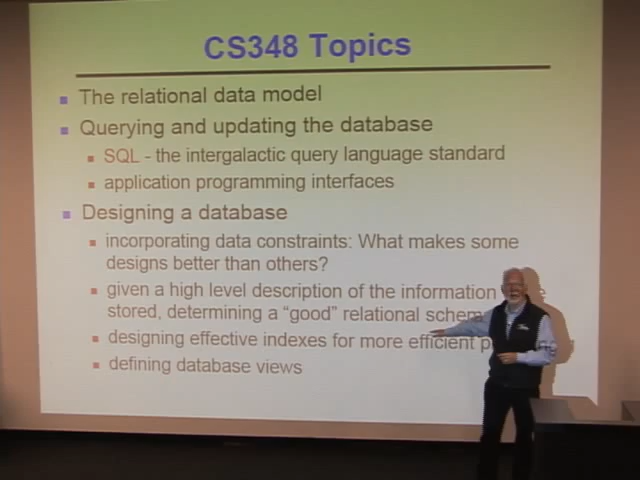 CS348 Topics
The relational data model
Querying and updating the database
SQL - the intergalactic query language standard
application programming interfaces
Designing a database
incorporating data constraints: What makes some
designs better than others?
given a high level description of the information
stored, determining a "good" relational schem
designing effective indexes for more efficient p
defining database views